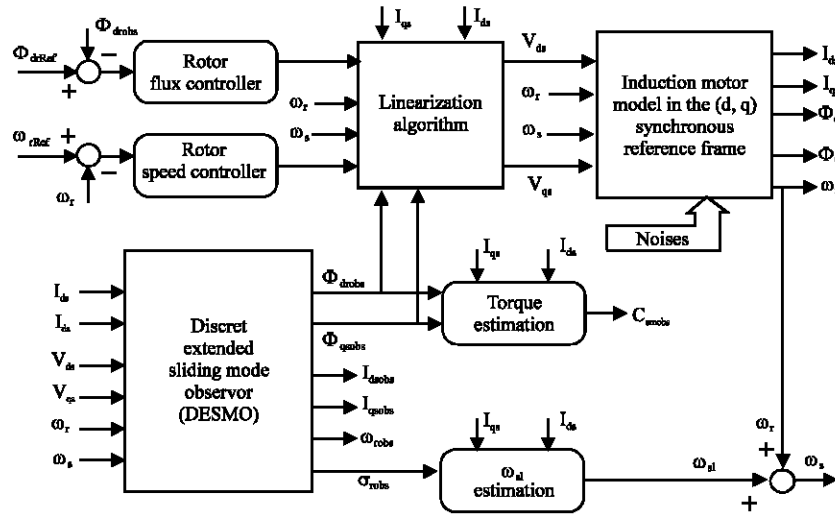 Φdrobs
ΦdrRef
+
−
Rotor
flux controller
Iqs
Ids
Linearization
algorithm
ωr
ωs
Vds
ωr
ωs
Vqs
Induction motor
model in the (d, q)
synchronous
reference frame
Id
Iq
Φ
Φ
ω
Noises
ωrRef
+
−
ωr
Rotor
speed controller
Ids
Ids
Vds
Vqs
ωr
ωs
Discret
extended
sliding mode
observor
(DESMO)
Φdrobs
Φqsobs
Idsobs
Iqsobs
ωrobs
σrobs
Iqs
Ids
Torque
estimation
Cemobs
Iqs
Ids
ωsl
estimation
ωsl
ωr
+
+
ωs